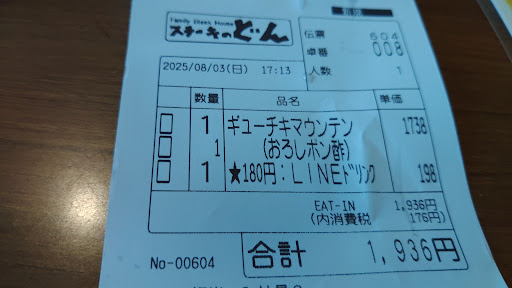 Family Steak House
ステーキのどん
伝票 604
卓番 008
2025/08/03(日) 17:13
人数 1
数量 品名 単価
1 ギューチキマウンテン 1738
1 (おろしポン酢)
1 ★180円:LINEドリンク 198
EAT-IN 1,936円
(内消費税 176円)
合計 1,936円
No-00604